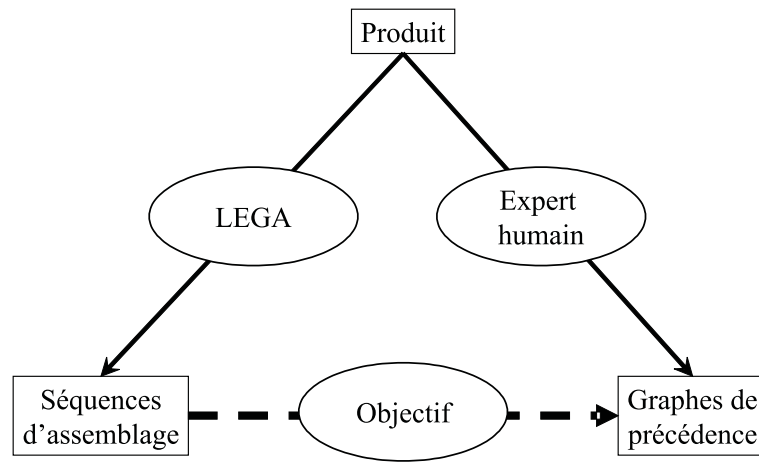 Produit
LEGA
Expert
humain
Séquences
d'assemblage
Objectif
Graphes de
précédence